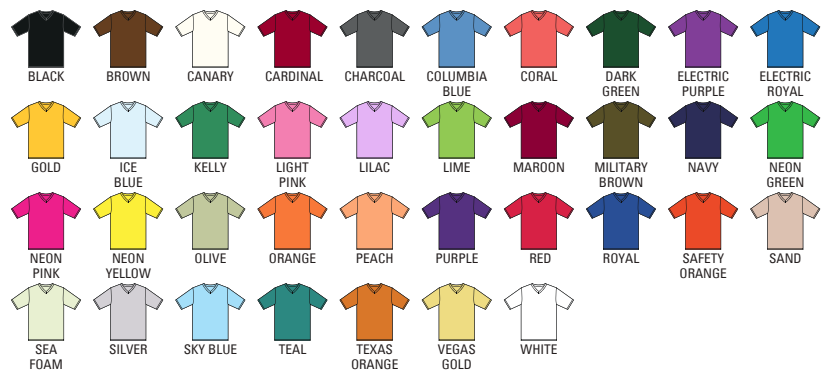 BLACK
BROWN
CANARY
CARDINAL
CHARCOAL
COLUMBIA
BLUE
CORAL
DARK
GREEN
ELECTRIC
PURPLE
ELECTRIC
ROYAL
GOLD
ICE
BLUE
KELLY
LIGHT
PINK
LILAC
LIME
MAROON
MILITARY
BROWN
NAVY
NEON
GREEN
NEON
PINK
NEON
YELLOW
OLIVE
ORANGE
PEACH
PURPLE
RED
ROYAL
SAFETY
ORANGE
SAND
SEA
FOAM
SILVER
SKY BLUE
TEAL
TEXAS
ORANGE
VEGAS
GOLD
WHITE